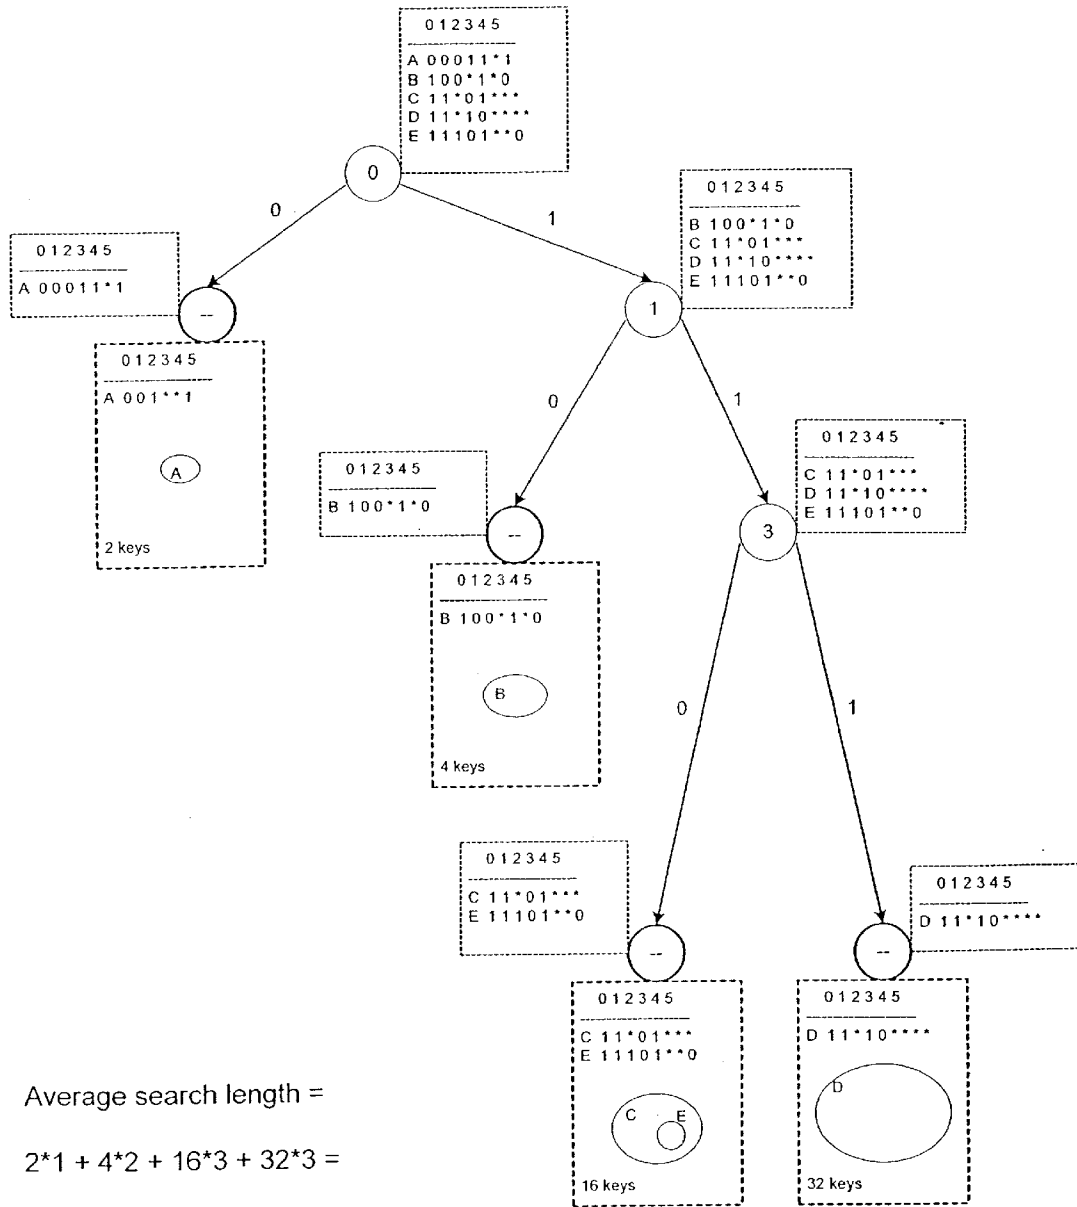 012345
A 00011*1
B 100*1*0
C 11*01***
D 11*10****
E 11101**0
0
0
1
012345
B 100*1*0
C 11*01***
D 11*10****
E 11101**0
012345
A 00011*1
--
1
012345
A 001**1
A
2 keys
0
1
012345
C 11*01***
D 11*10****
E 11101**0
012345
B 100*1*0
--
3
012345
B 100*1*0
B
4 keys
0
1
012345
C 11*01***
E 11101**0
012345
D 11*10****
--
--
012345
C 11*01***
E 11101**0
C E
16 keys
012345
D 11*10****
D
32 keys
Average search length =
2*1 + 4*2 + 16*3 + 32*3 =